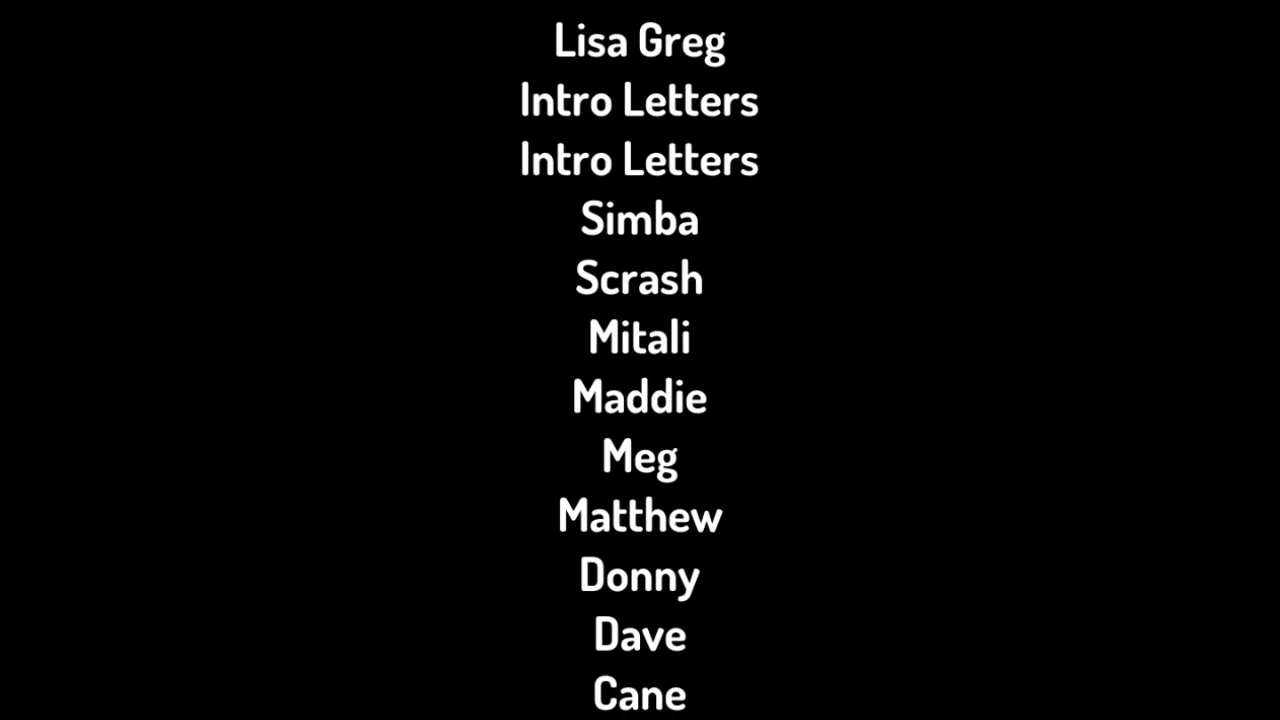 Lisa Greg
Intro Letters
Intro Letters
Simba
Scrash
Mitali
Maddie
Meg
Matthew
Donny
Dave
Cane